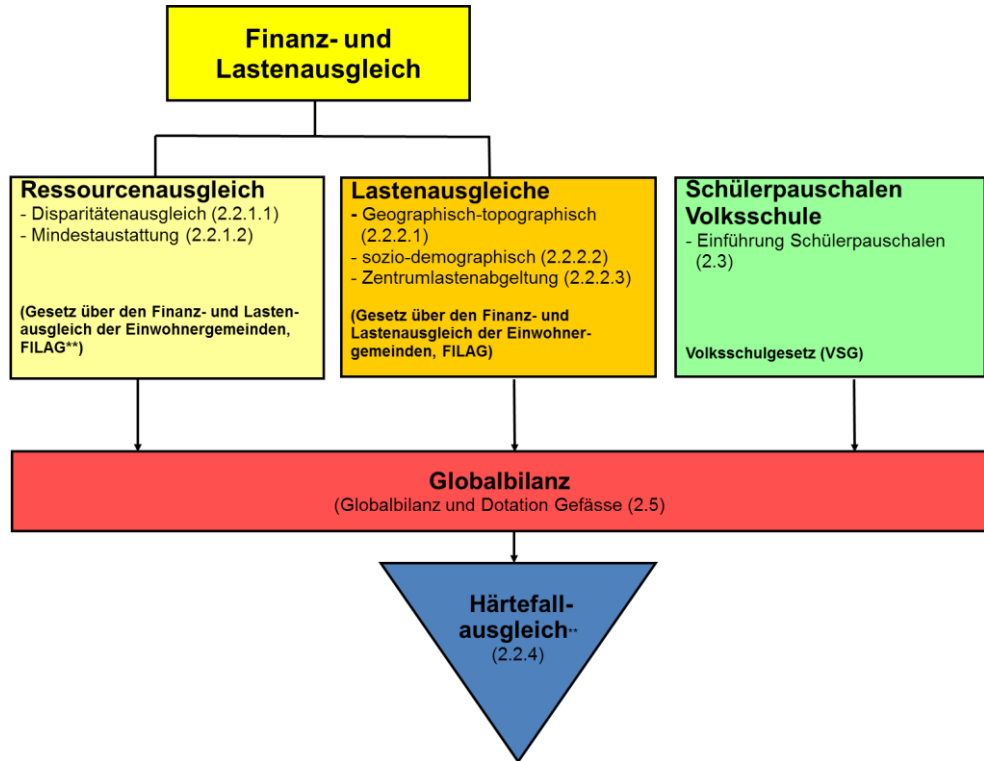 Finanz- und
Lastenausgleich
Ressourcenausgleich
- Disparitätenausgleich (2.2.1.1)
- Mindestaustattung (2.2.1.2)
(Gesetz über den Finanz- und Lasten-
ausgleich der Einwohnergemeinden,
FILAG**)
Lastenausgleiche
- Geographisch-topographisch
(2.2.2.1)
- sozio-demographisch (2.2.2.2)
- Zentrumlastenabgeltung (2.2.2.3)
(Gesetz über den Finanz- und
Lastenausgleich der Einwohner-
gemeinden, FILAG)
Schülerpauschalen
Volksschule
- Einführung Schülerpauschalen
(2.3)
Volksschulgesetz (VSG)
Globalbilanz
(Globalbilanz und Dotation Gefässe (2.5)
Härtefall-
ausgleich**
(2.2.4)